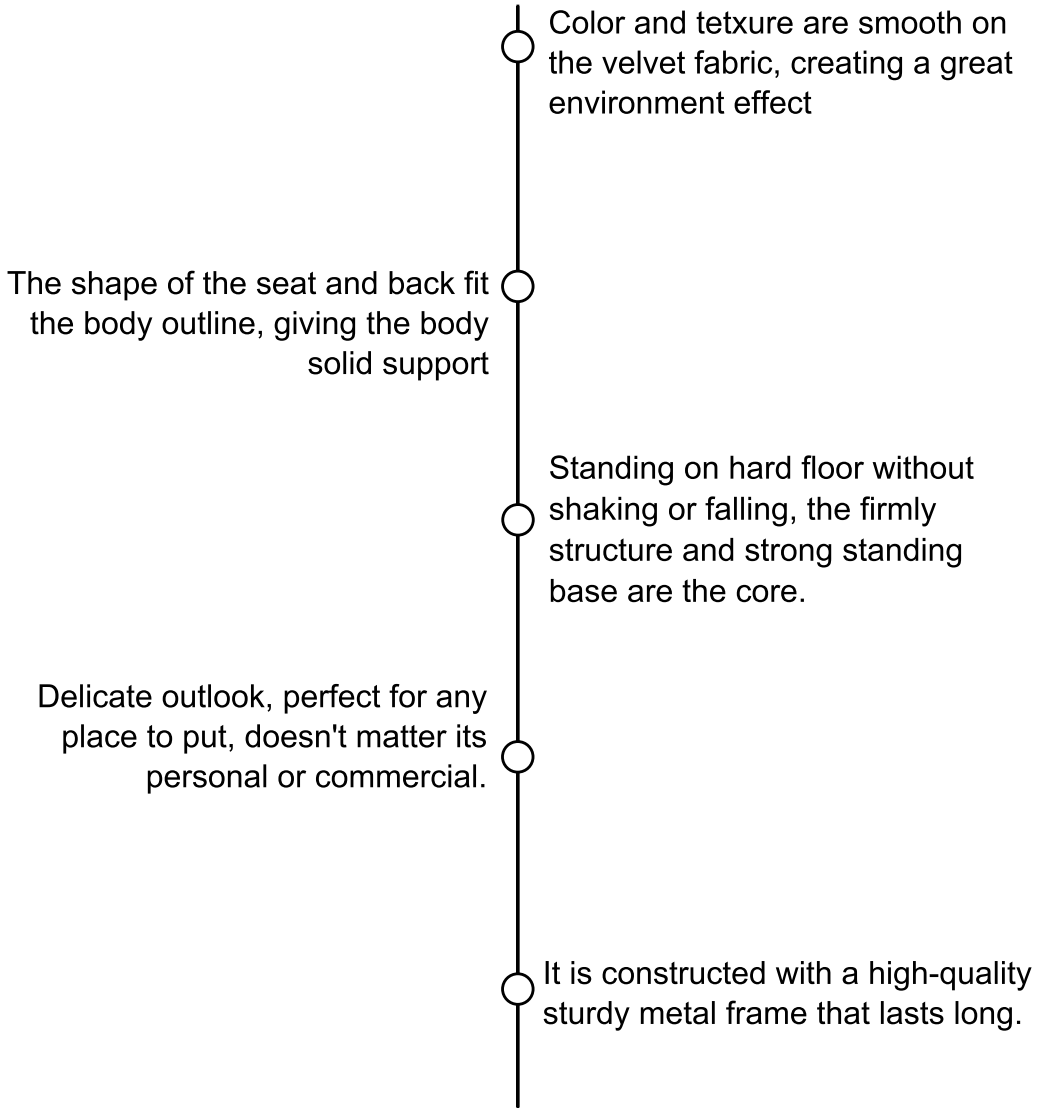 Color and tetxure are smooth on
the velvet fabric, creating a great
environment effect
The shape of the seat and back fit
the body outline, giving the body
solid support
Standing on hard floor without
shaking or falling, the firmly
structure and strong standing
base are the core.
Delicate outlook, perfect for any
place to put, doesn't matter its
personal or commercial.
It is constructed with a high-quality
sturdy metal frame that lasts long.